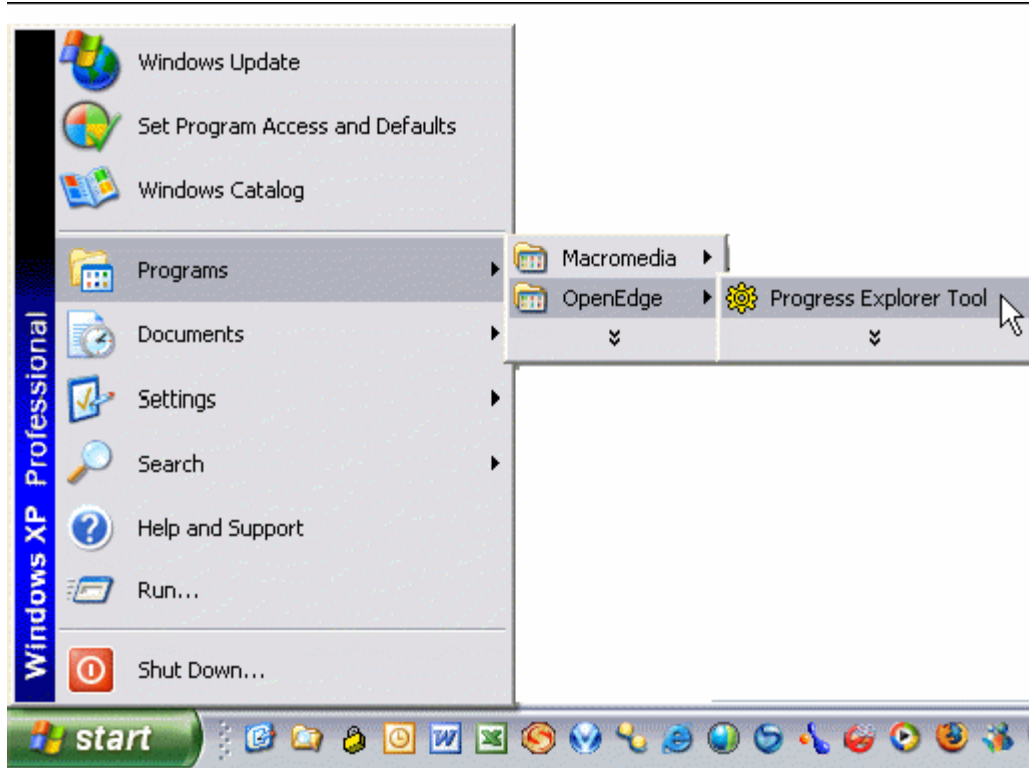 Windows Update
Set Program Access and Defaults
Windows Catalog
Programs
Macromedia
OpenEdge
Progress Explorer Tool
Documents
Settings
Search
Help and Support
Run...
Shut Down...
Windows XP Professional
start